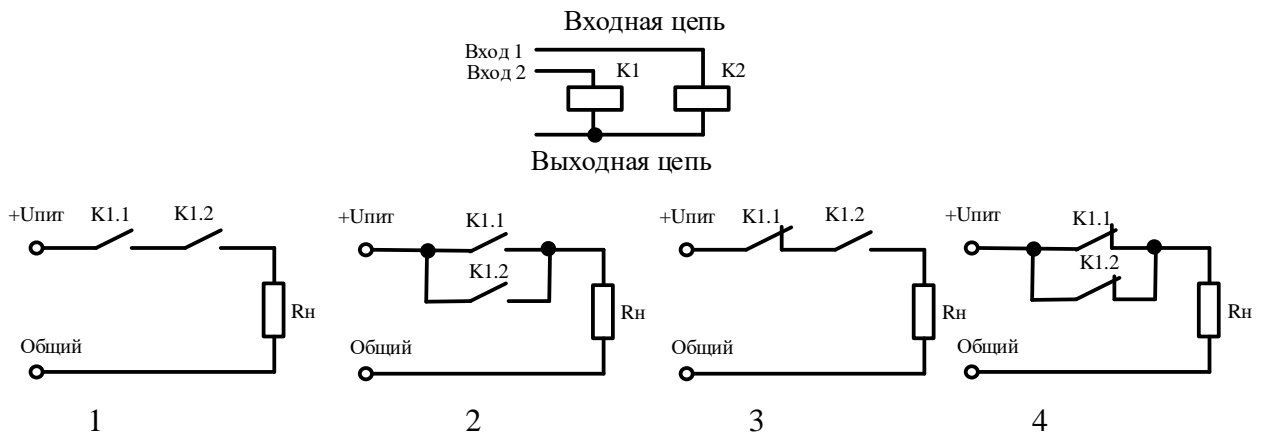 Входная цепь
Вход 1
Вход 2
K1
K2
Выходная цепь
+Uпит
K1.1
K1.2
Rн
Общий
1
+Uпит
K1.1
K1.2
Rн
Общий
2
+Uпит
K1.1
K1.2
Rн
Общий
3
+Uпит
K1.1
K1.2
Rн
Общий
4